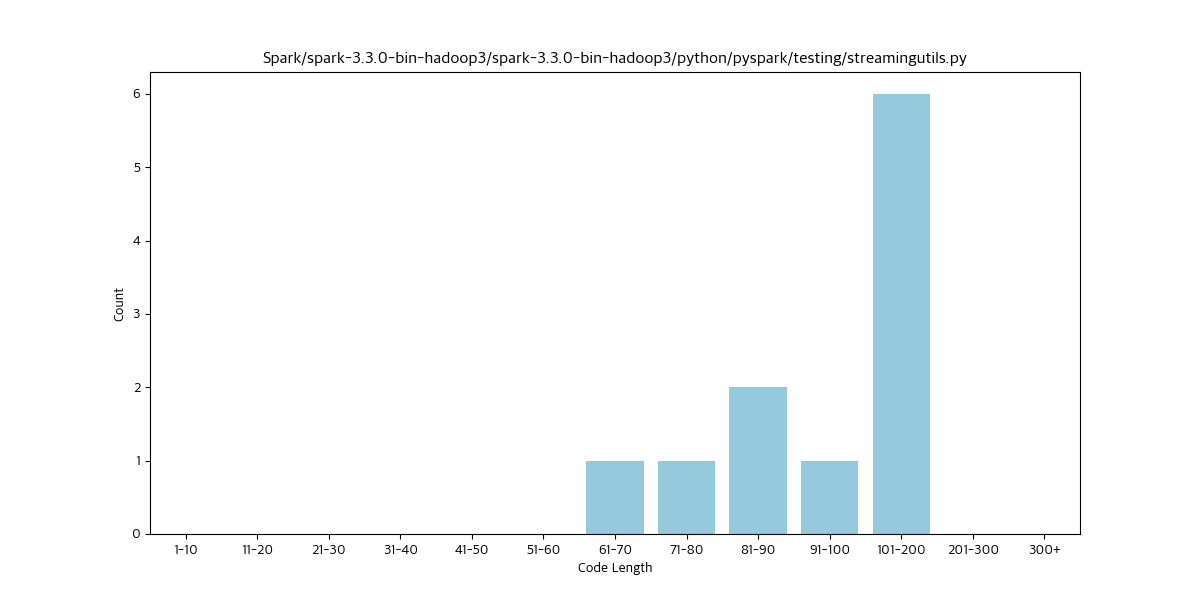 Spark/spark-3.3.0-bin-hadoop3/spark-3.3.0-bin-hadoop3/python/pyspark/testing/streamingutils.py
6
5
4
3
2
1
0
Count
1-10 11-20 21-30 31-40 41-50 51-60 61-70 71-80 81-90 91-100 101-200 201-300 300+
Code Length